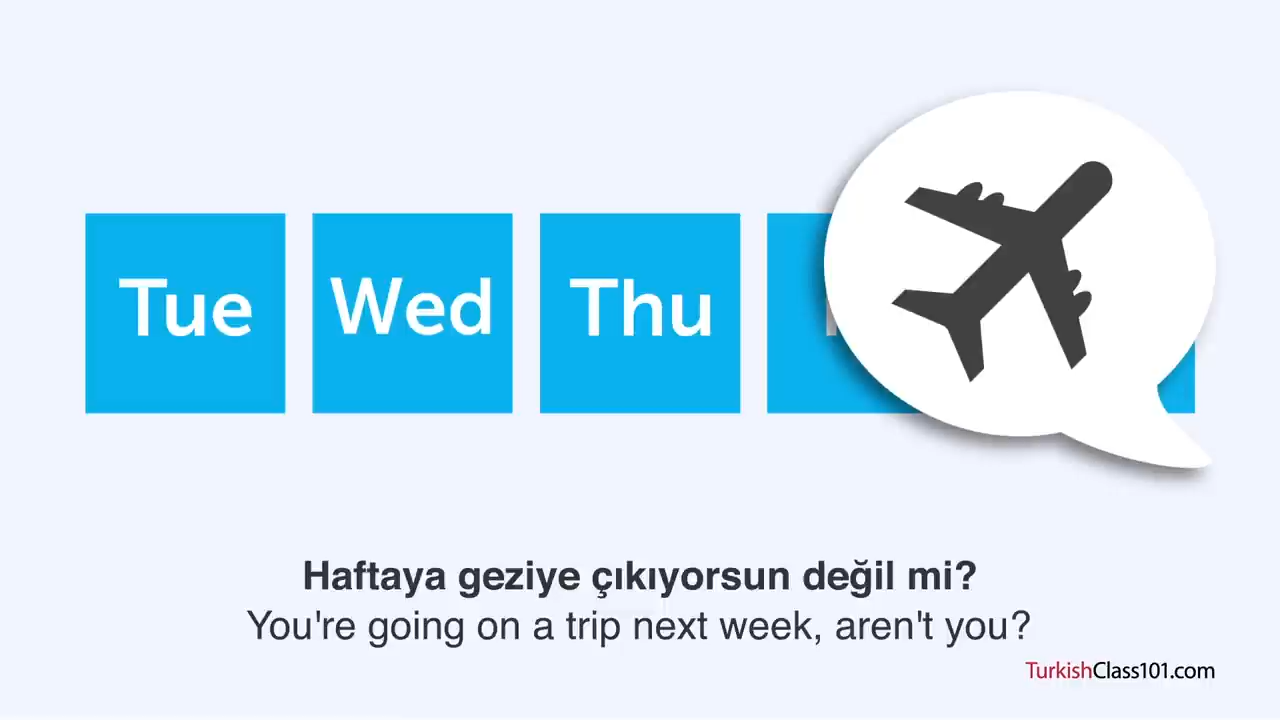 Tue Wed Thu
Haftaya geziye çıkıyorsun değil mi?
You're going on a trip next week, aren't you?
TurkishClass101.com